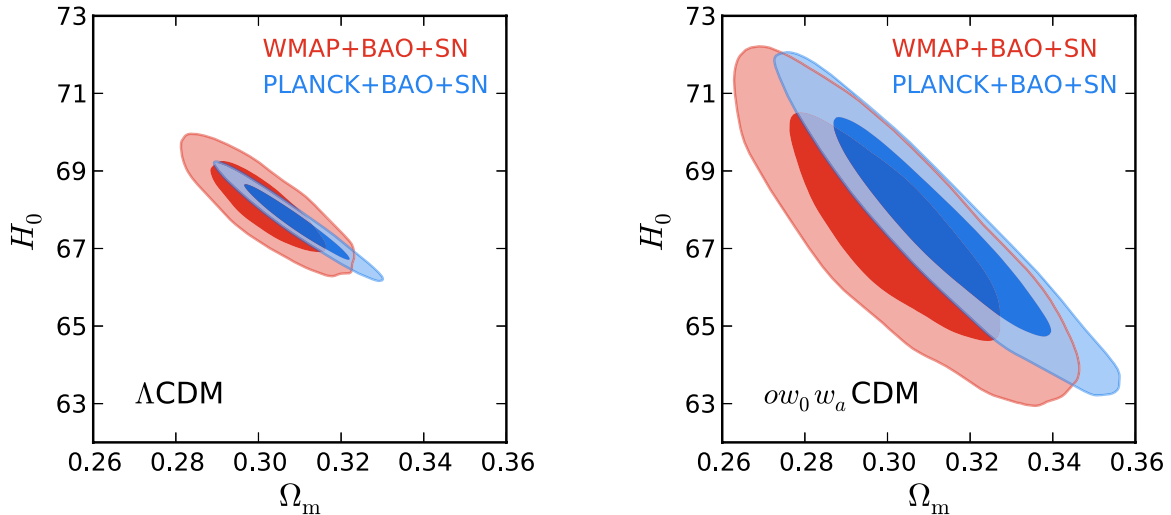 WMAP+BAO+SN
PLANCK+BAO+SN
ΛCDM
73
71
69
67
65
63
H₀
0.26 0.28 0.30 0.32 0.34 0.36
Ωₘ
WMAP+BAO+SN
PLANCK+BAO+SN
ow₀wₐCDM
73
71
69
67
65
63
H₀
0.26 0.28 0.30 0.32 0.34 0.36
Ωₘ